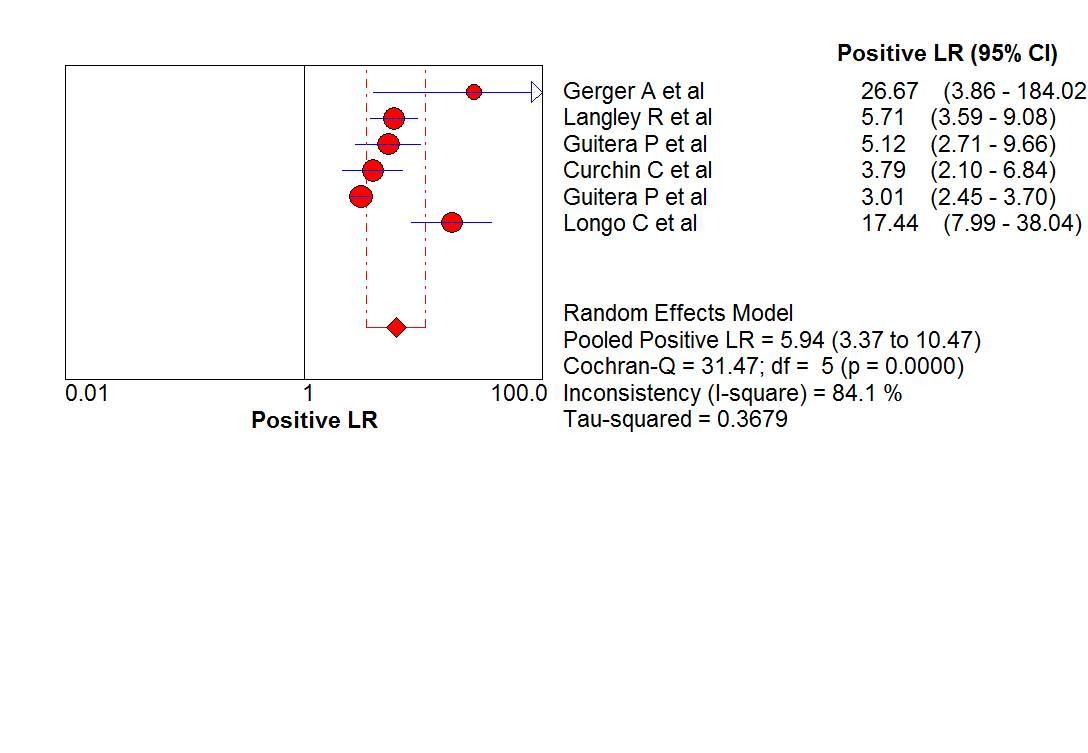 Positive LR (95% CI)
Gerger A et al 26.67 (3.86 - 184.02
Langley R et al 5.71 (3.59 - 9.08)
Guitera P et al 5.12 (2.71 - 9.66)
Curchin C et al 3.79 (2.10 - 6.84)
Guitera P et al 3.01 (2.45 - 3.70)
Longo C et al 17.44 (7.99 - 38.04)
Random Effects Model
Pooled Positive LR = 5.94 (3.37 to 10.47)
Cochran-Q = 31.47; df = 5 (p = 0.0000)
0.01 1 100.0 Inconsistency (I-square) = 84.1 %
Positive LR Tau-squared = 0.3679